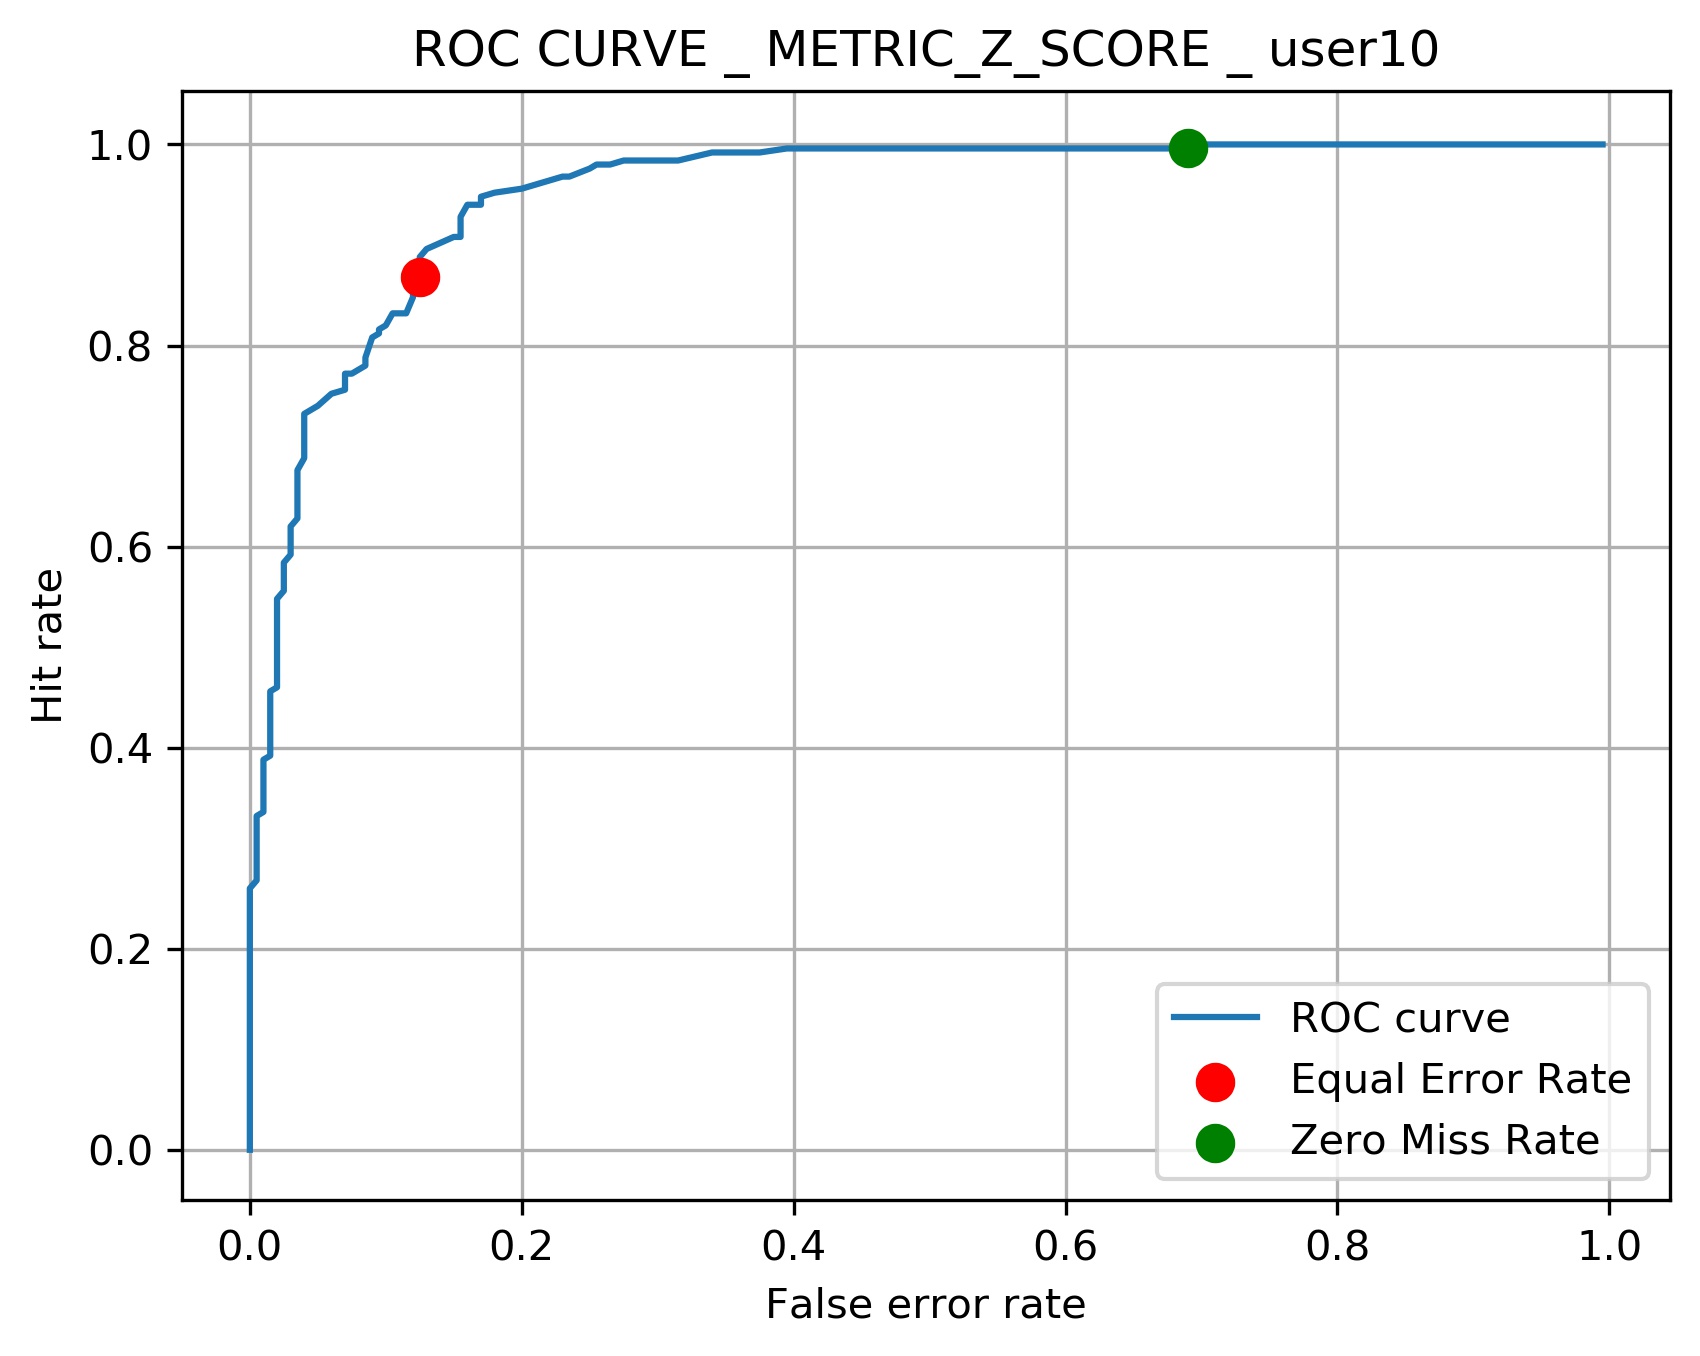 ROC CURVE _ METRIC_Z_SCORE _ user10
1.0
0.8
0.6
0.4
0.2
0.0
Hit rate
ROC curve
Equal Error Rate
Zero Miss Rate
0.0 0.2 0.4 0.6 0.8 1.0
False error rate